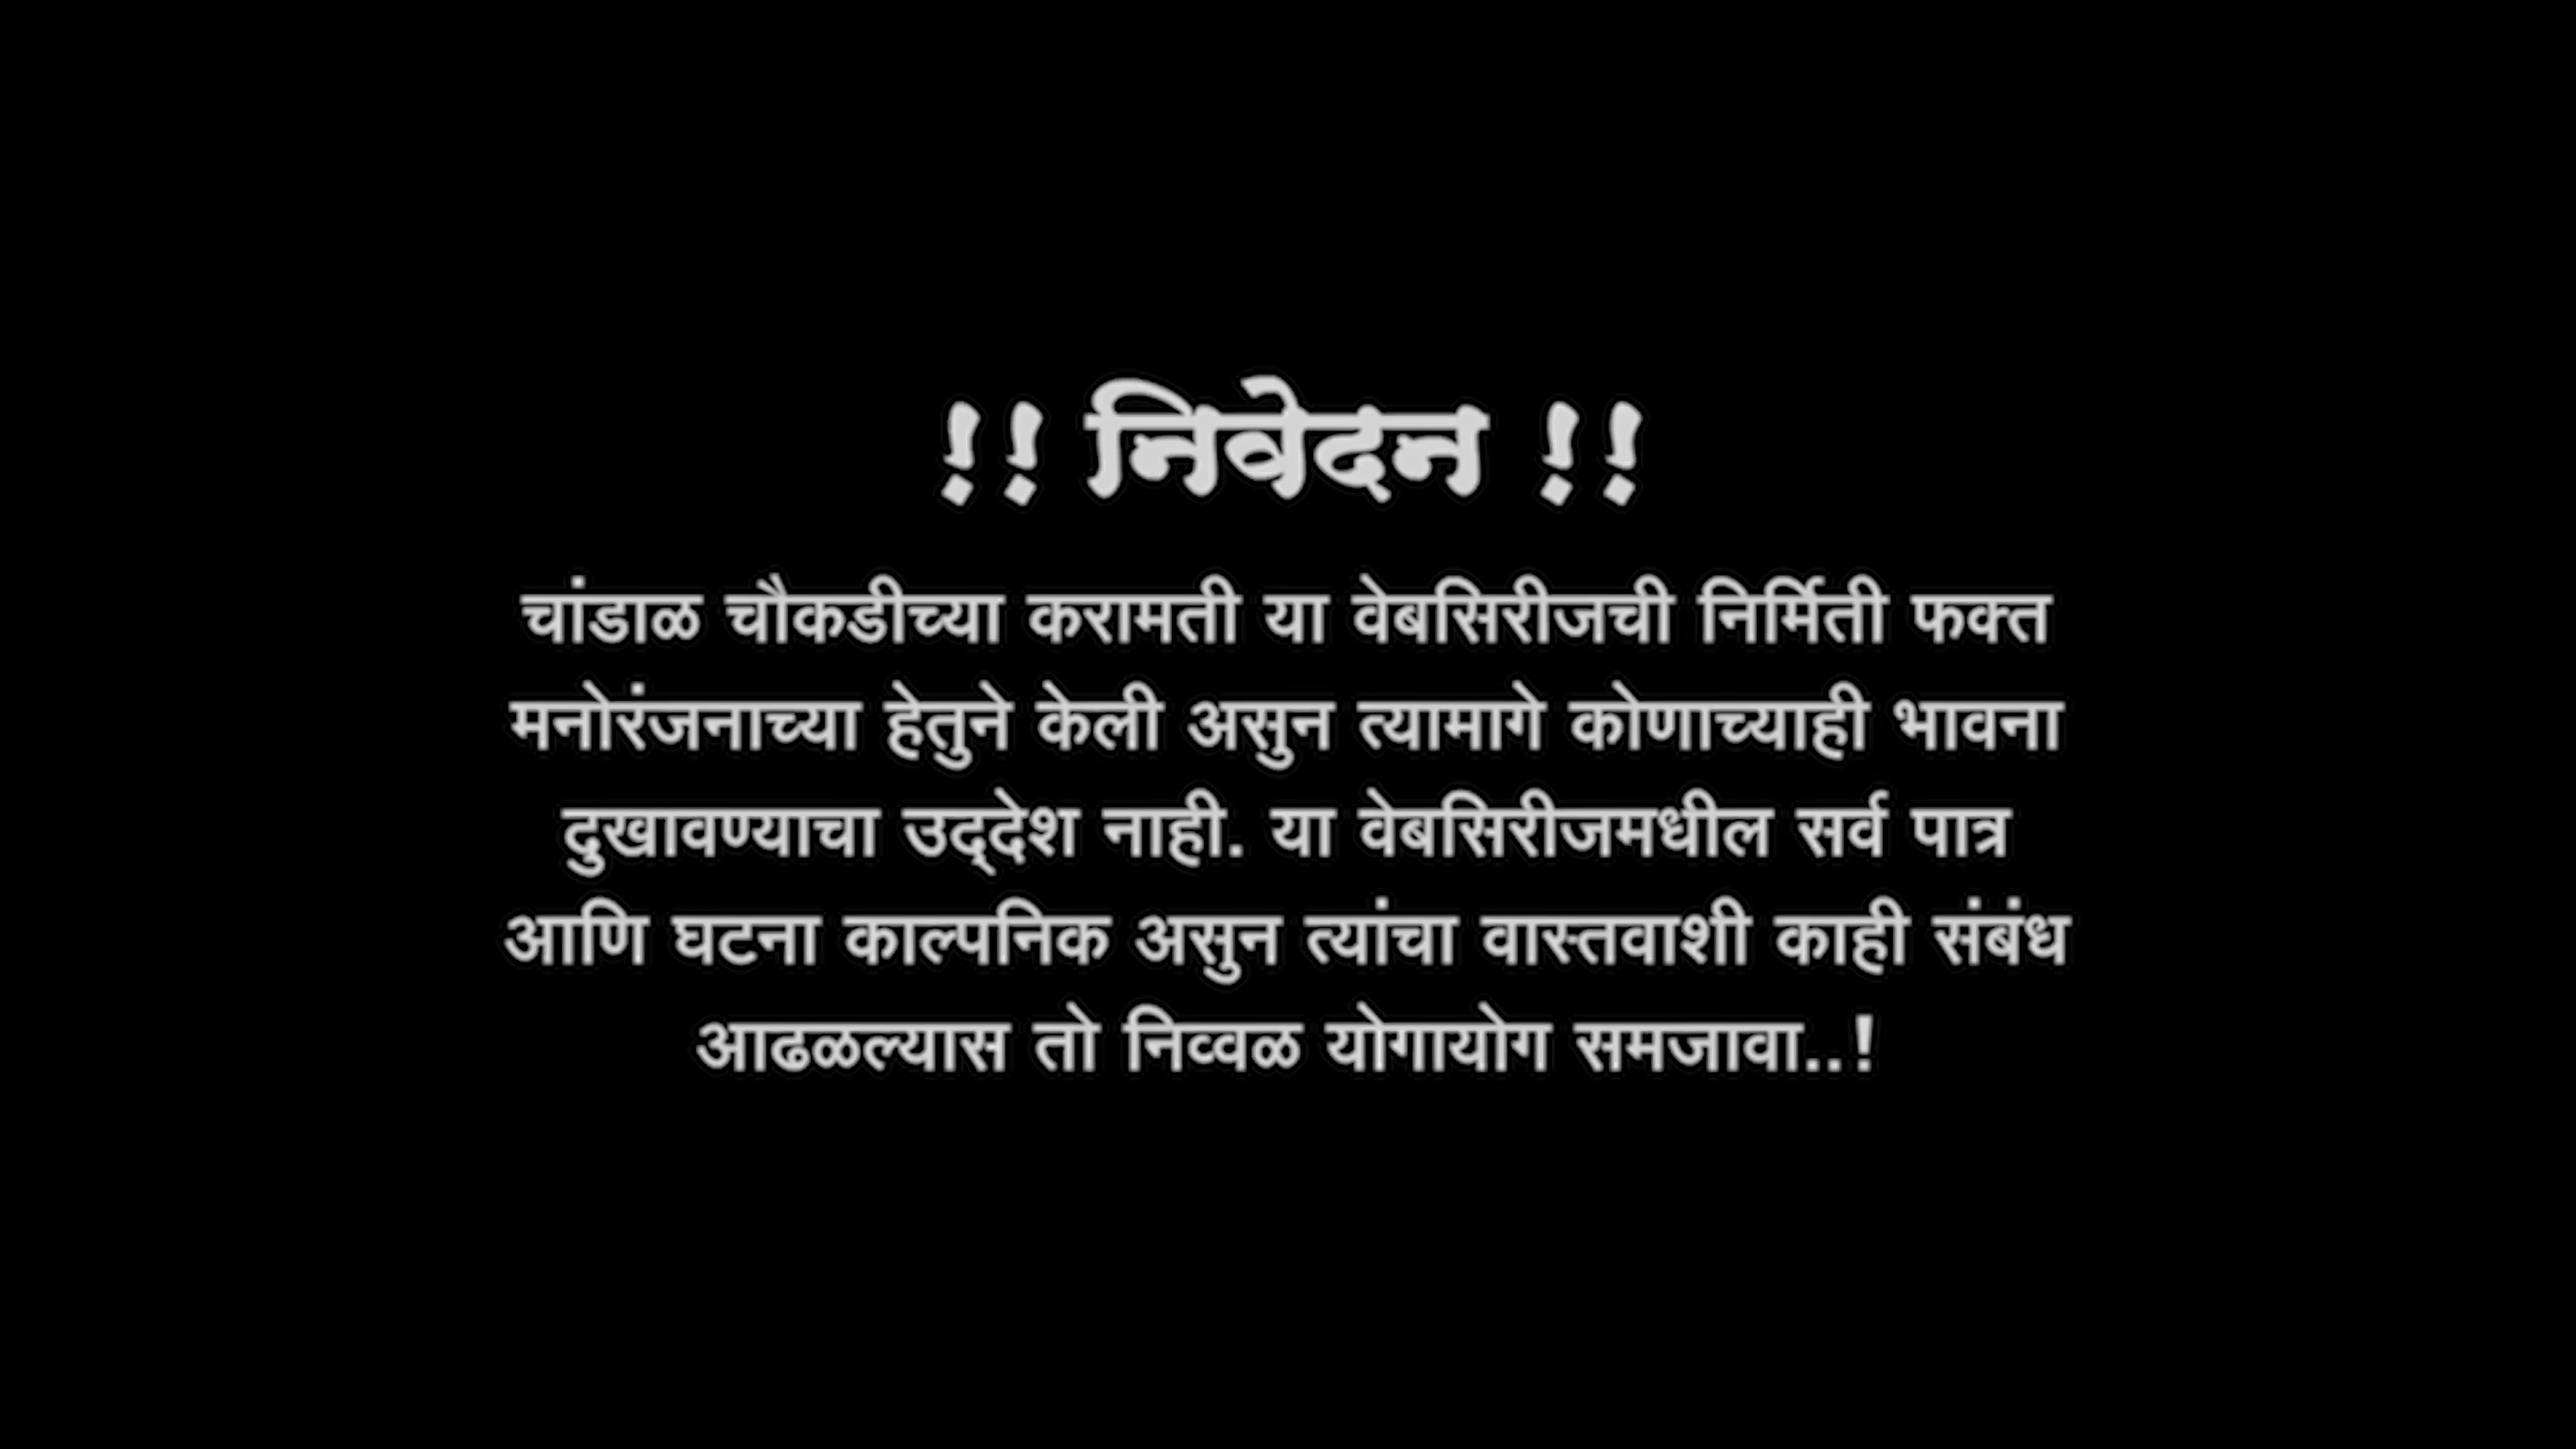 !! निवेदन !!
चांडाळ चौकडीच्या करामती या वेबसिरीजची निर्मिती फक्त
मनोरंजनाच्या हेतुने केली असुन त्यामागे कोणाच्याही भावना
दुखावण्याचा उद्‌देश नाही. या वेबसिरीजमधील सर्व पात्र
आणि घटना काल्पनिक असुन त्यांचा वास्तवाशी काही संबंध
आढळल्यास तो निव्वळ योगायोग समजावा..!